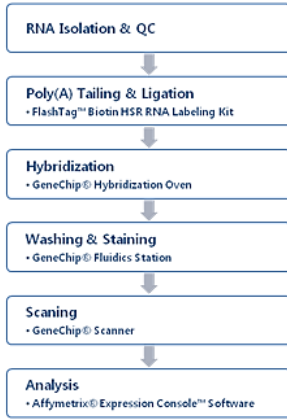 RNA Isolation & QC
Poly(A) Tailing & Ligation
• FlashTag™ Biotin HSR RNA Labeling Kit
Hybridization
• GeneChip® Hybridization Oven
Washing & Staining
• GeneChip® Fluidics Station
Scaning
• GeneChip® Scanner
Analysis
• Affymetrix® Expression Console™ Software